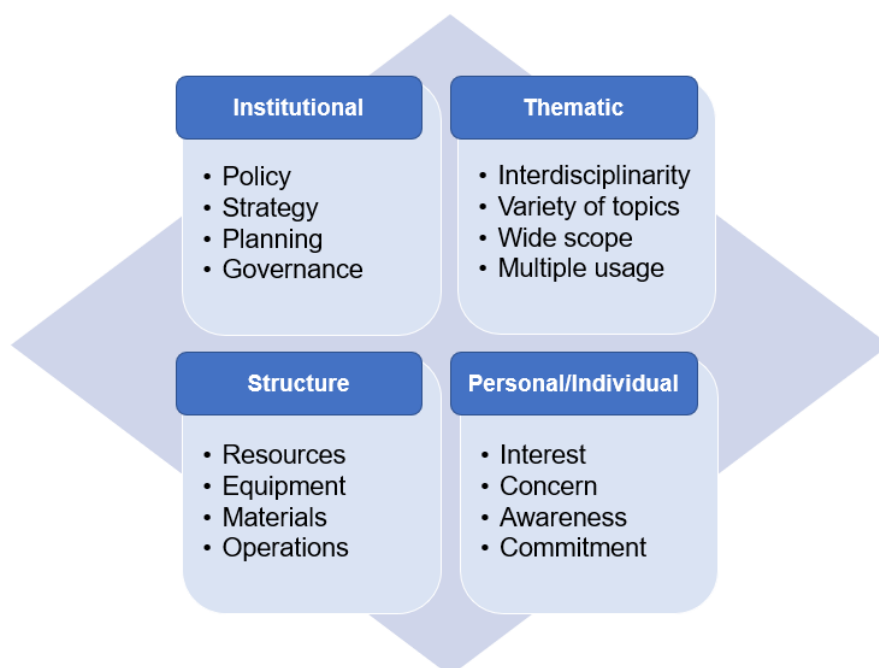 Institutional
• Policy
• Strategy
• Planning
• Governance
Thematic
• Interdisciplinarity
• Variety of topics
• Wide scope
• Multiple usage
Structure
• Resources
• Equipment
• Materials
• Operations
Personal/Individual
• Interest
• Concern
• Awareness
• Commitment